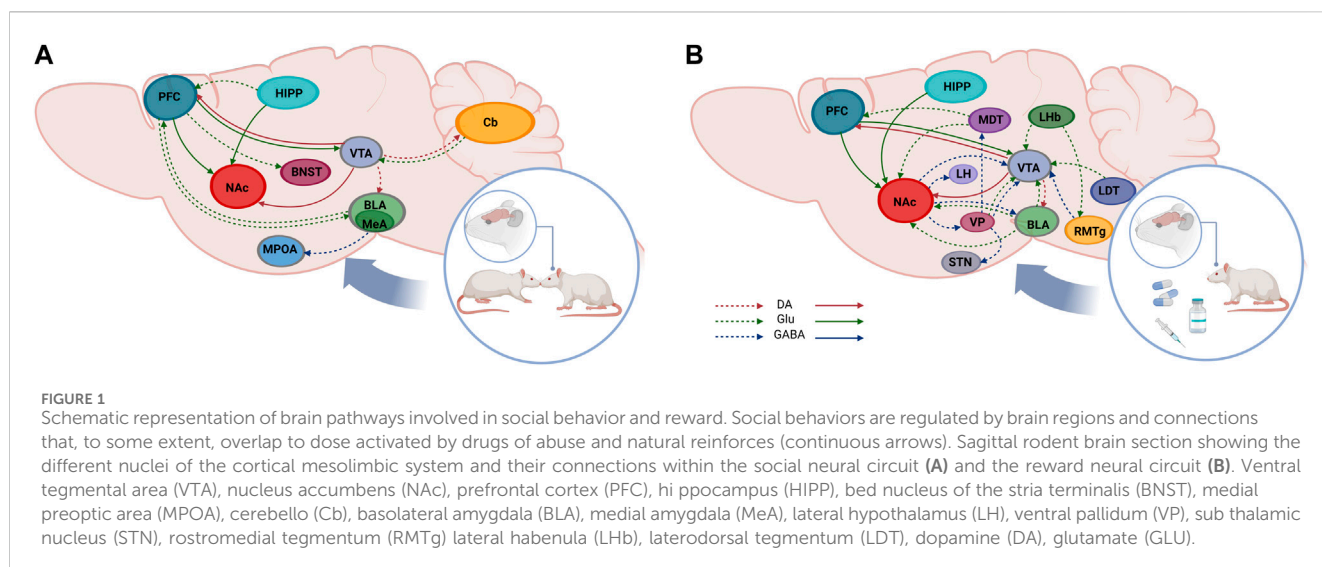 A
PFC
HIPP
Cb
VTA
BNST
NAc
BLA
MeA
MPOA
B
HIPP
PFC
MDT
LHb
VTA
LH
LDT
NAc
VP
BLA
RMTg
STN
DA
Glu
GABA
FIGURE 1
Schematic representation of brain pathways involved in social behavior and reward. Social behaviors are regulated by brain regions and connections
that, to some extent, overlap to dose activated by drugs of abuse and natural reinforces (continuous arrows). Sagittal rodent brain section showing the
different nuclei of the cortical mesolimbic system and their connections within the social neural circuit (A) and the reward neural circuit (B). Ventral
tegmental area (VTA), nucleus accumbens (NAc), prefrontal cortex (PFC), hi ppocampus (HIPP), bed nucleus of the stria terminalis (BNST), medial
preoptic area (MPOA), cerebello (Cb), basolateral amygdala (BLA), medial amygdala (MeA), lateral hypothalamus (LH), ventral pallidum (VP), sub thalamic
nucleus (STN), rostromedial tegmentum (RMTg) lateral habenula (LHb), laterodorsal tegmentum (LDT), dopamine (DA), glutamate (GLU).